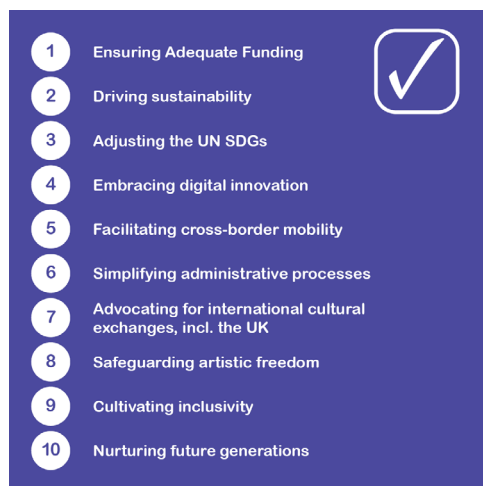 1 Ensuring Adequate Funding
2 Driving sustainability
3 Adjusting the UN SDGs
4 Embracing digital innovation
5 Facilitating cross-border mobility
6 Simplifying administrative processes
7 Advocating for international cultural
exchanges, incl. the UK
8 Safeguarding artistic freedom
9 Cultivating inclusivity
10 Nurturing future generations